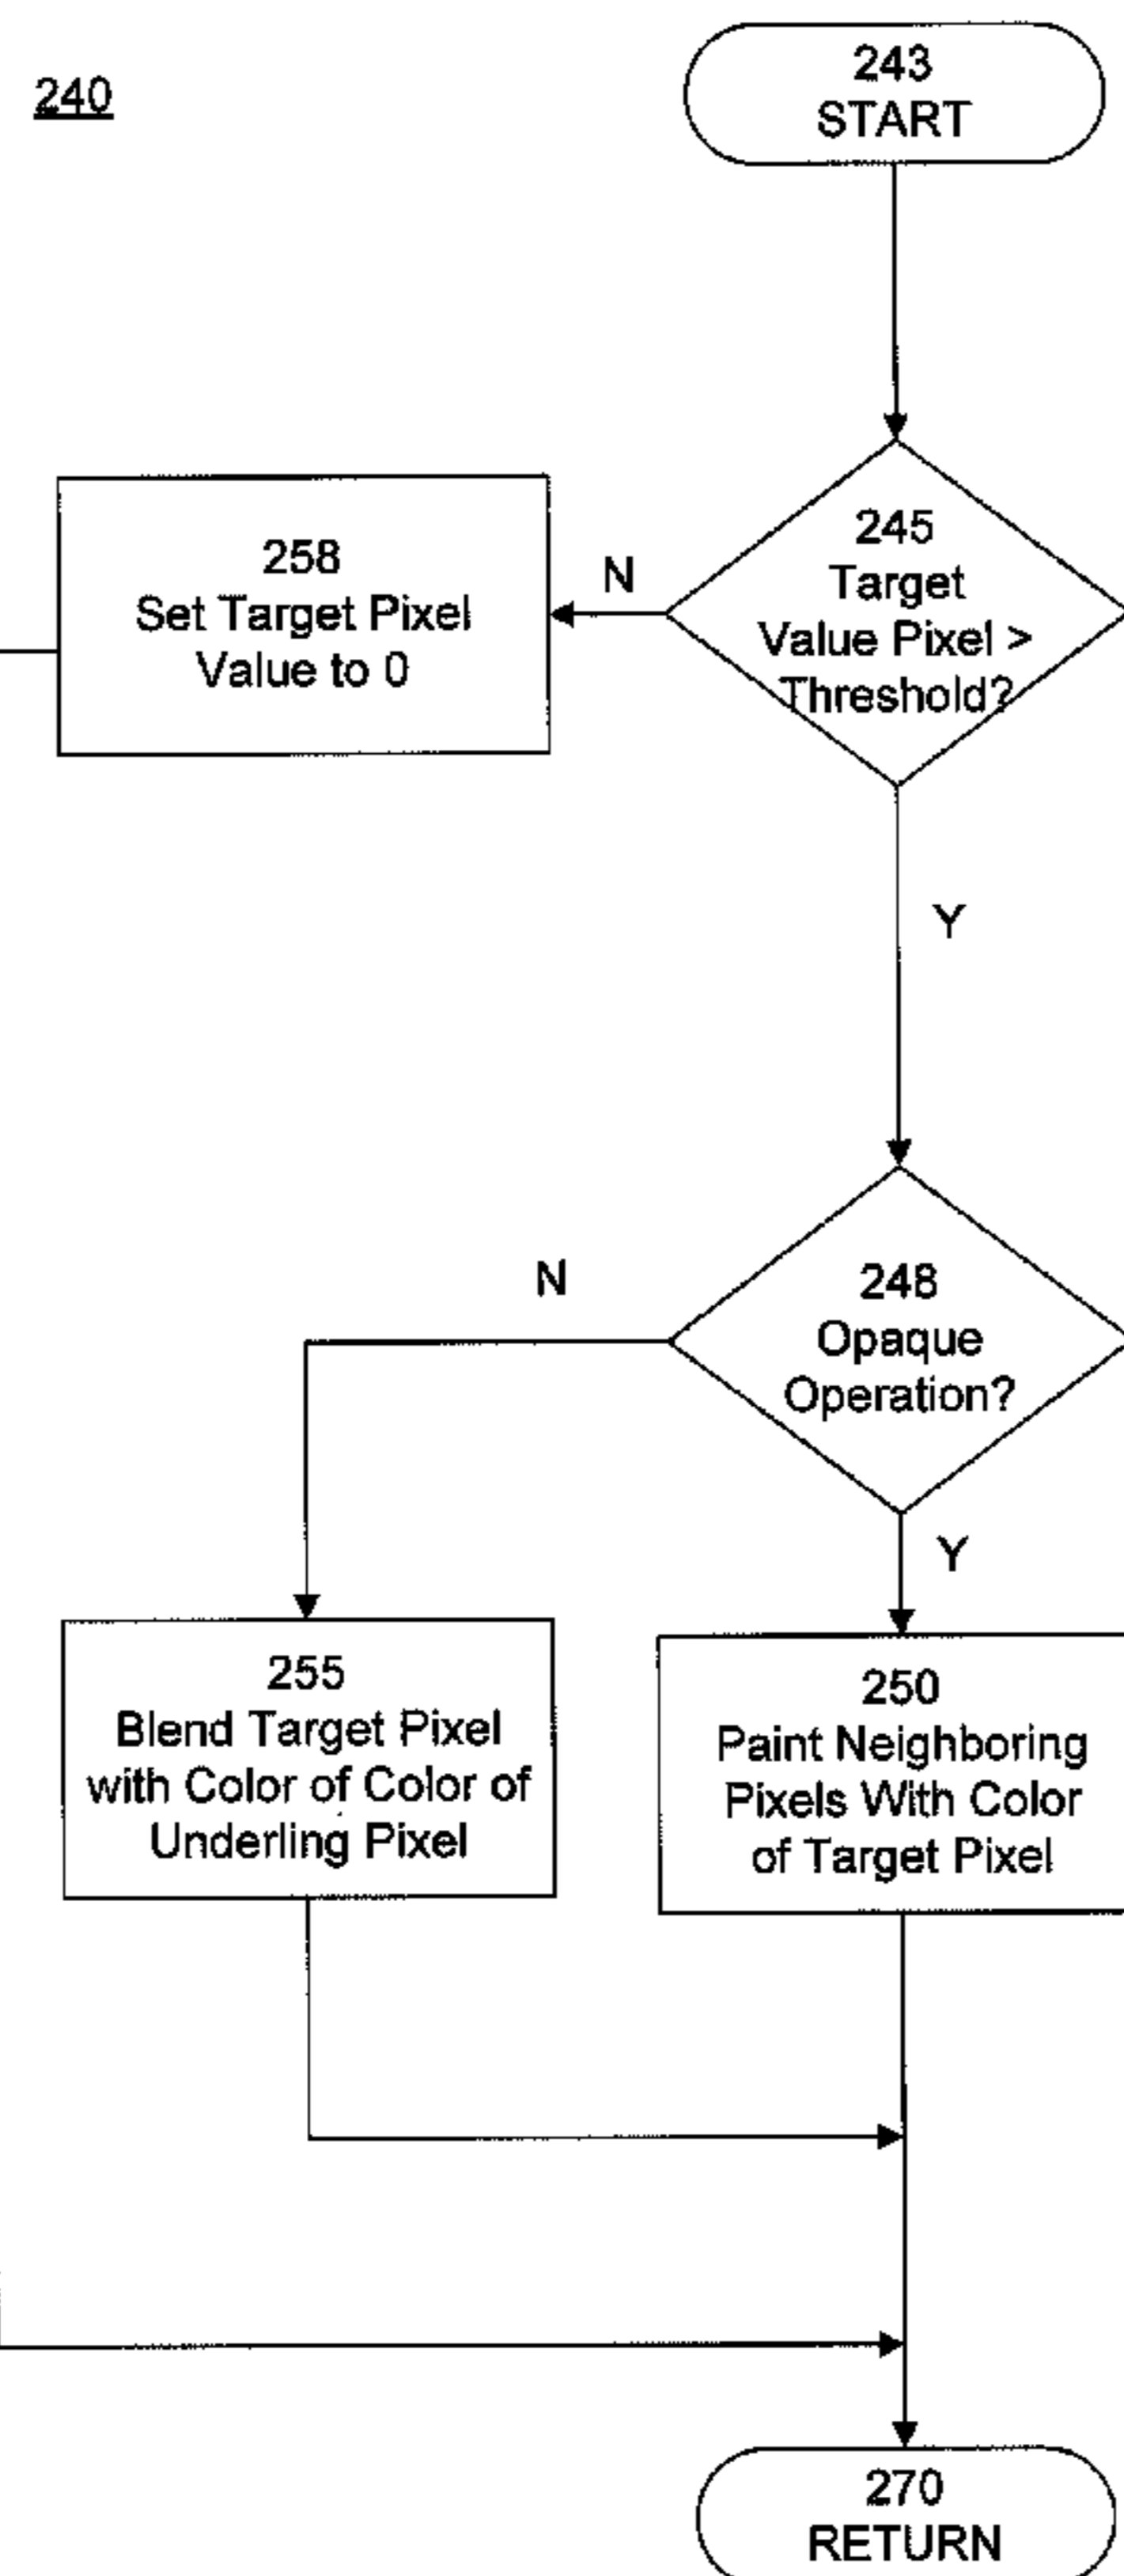 240
243
START
245
Target
Value Pixel >
Threshold?
N
258
Set Target Pixel
Value to 0
Y
248
Opaque
Operation?
N
Y
255
Blend Target Pixel
with Color of Color of
Underling Pixel
250
Paint Neighboring
Pixels With Color
of Target Pixel
270
RETURN